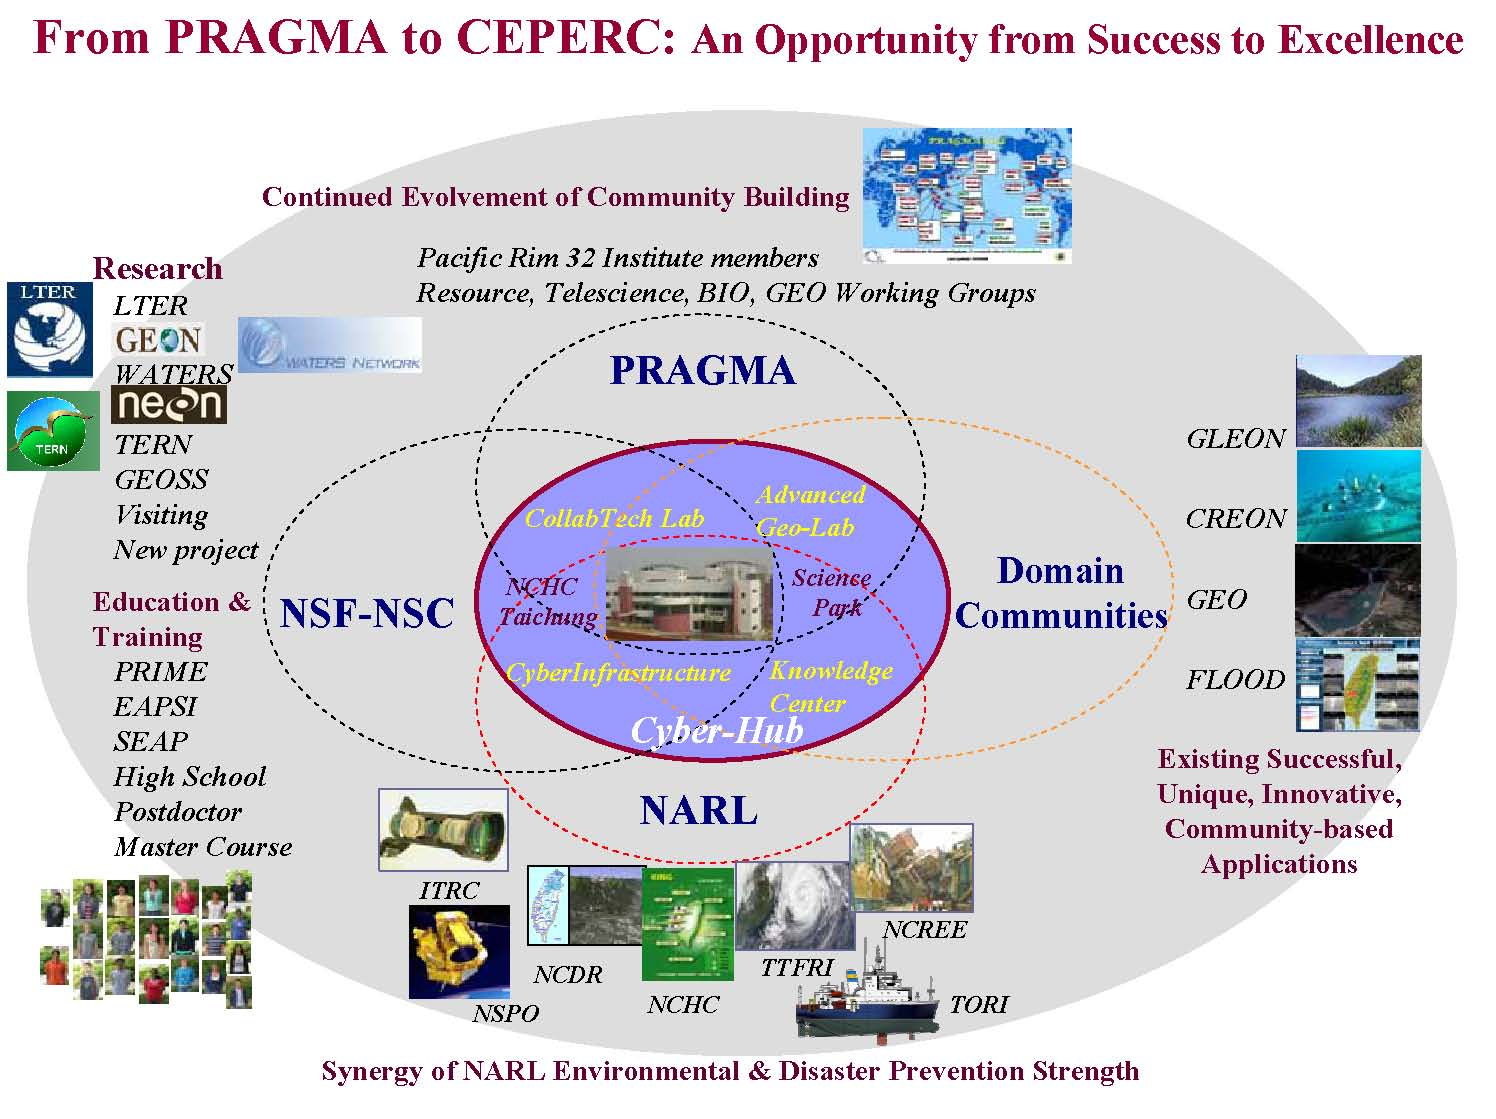 From PRAGMA to CEPERC: An Opportunity from Success to Excellence
Continued Evolvement of Community Building
Pacific Rim 32 Institute members
Resource, Telescience, BIO, GEO Working Groups
Research
LTER
LTER
GEON
WATERS NETWORK
WATERS
neon
TERN
TERN
GEOSS
Visiting
New project
Education &
Training
PRIME
EAPSI
SEAP
High School
Postdoctor
Master Course
PRAGMA
NSF-NSC
Domain
Communities
NARL
CollabTech Lab
Advanced
Geo-Lab
NCHC
Taichung
Science
Park
CyberInfrastructure
Knowledge
Center
Cyber-Hub
GLEON
CREON
GEO
FLOOD
Existing Successful,
Unique, Innovative,
Community-based
Applications
ITRC
NSPO
NCDR
NCHC
TTFRI
NCREE
TORI
Synergy of NARL Environmental & Disaster Prevention Strength